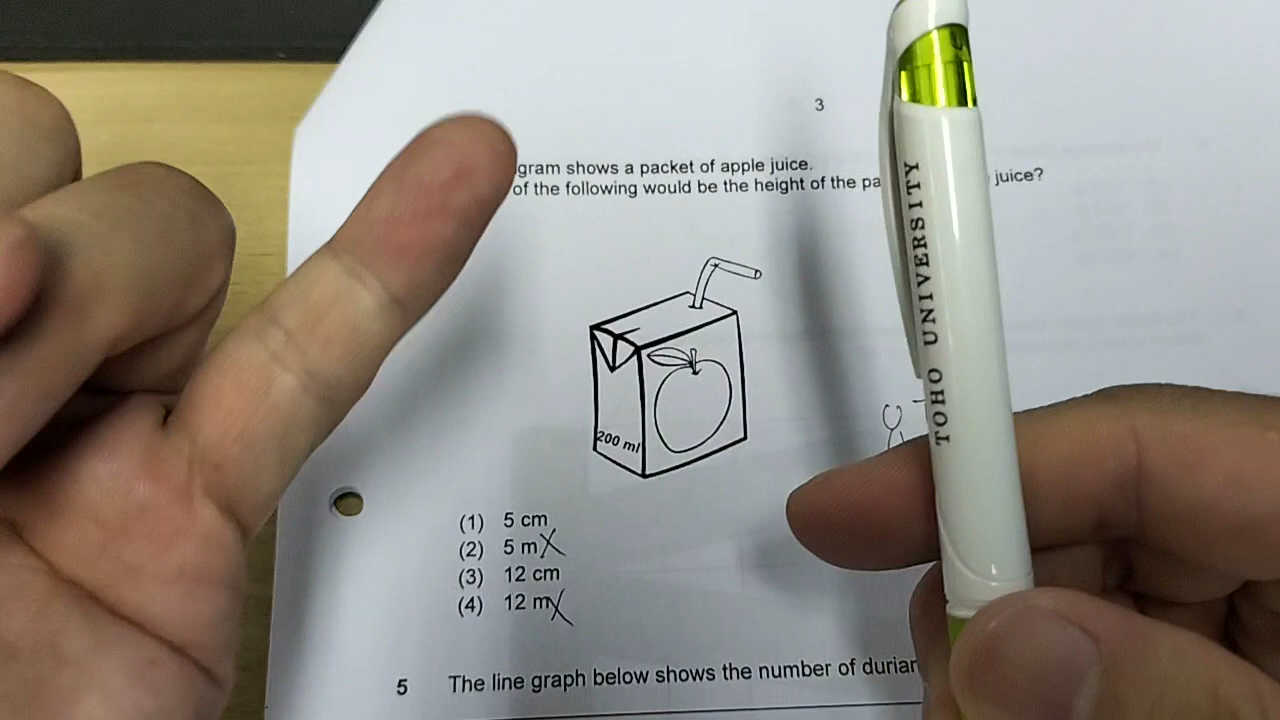 3
gram shows a packet of apple juice.
of the following would be the height of the pa juice?
200 ml
(1) 5 cm
(2) 5 m
(3) 12 cm
(4) 12 m
5 The line graph below shows the number of durian
TOHO UNIVERSITY